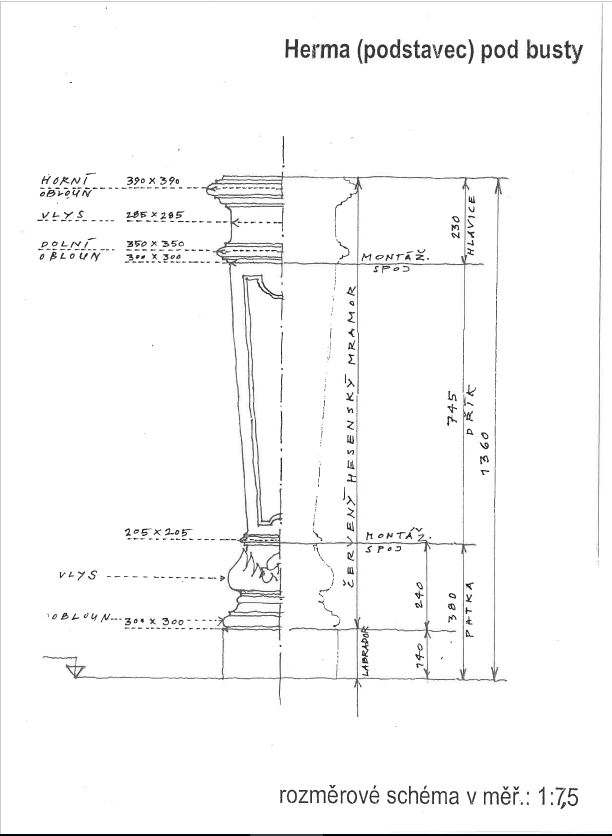 Herma (podstavec) pod busty
HORNÍ 390 x 390
OBLOUN
VLYS 285 x 285
DOLNÍ 350 x 350
OBLOUN 300 x 300
MONTÁŽ.
SPOJ
230
HLAVICE
ČERVENÝ HESENSKÝ MRAMOR
745
DŘÍK
1360
205 x 205
MONTÁŽ.
SPOJ
VLYS
240
380
PATKA
OBLOUN
300 x 300
LABRADOR
140
rozměrové schéma v měř.: 1:7,5